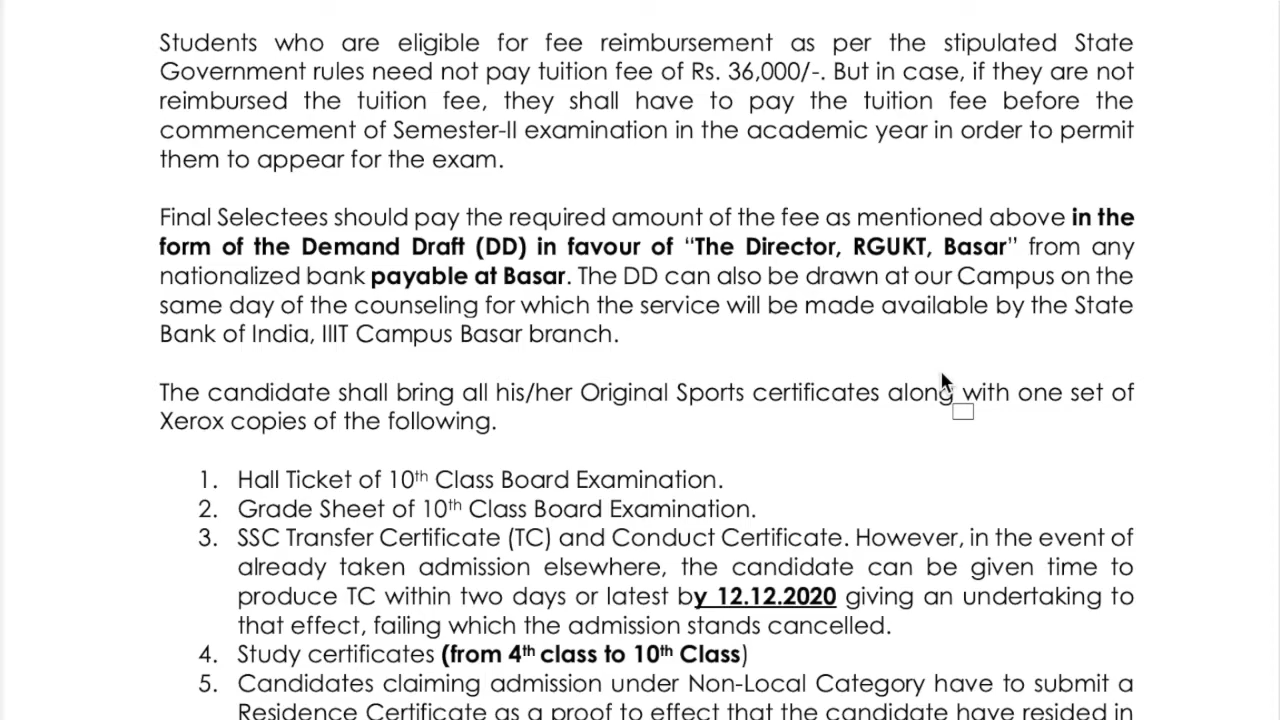 Students who are eligible for fee reimbursement as per the stipulated State
Government rules need not pay tuition fee of Rs. 36,000/-. But in case, if they are not
reimbursed the tuition fee, they shall have to pay the tuition fee before the
commencement of Semester-II examination in the academic year in order to permit
them to appear for the exam.
Final Selectees should pay the required amount of the fee as mentioned above in the
form of the Demand Draft (DD) in favour of “The Director, RGUKT, Basar” from any
nationalized bank payable at Basar. The DD can also be drawn at our Campus on the
same day of the counseling for which the service will be made available by the State
Bank of India, IIIT Campus Basar branch.
The candidate shall bring all his/her Original Sports certificates along with one set of
Xerox copies of the following.
1. Hall Ticket of 10th Class Board Examination.
2. Grade Sheet of 10th Class Board Examination.
3. SSC Transfer Certificate (TC) and Conduct Certificate. However, in the event of
already taken admission elsewhere, the candidate can be given time to
produce TC within two days or latest by 12.12.2020 giving an undertaking to
that effect, failing which the admission stands cancelled.
4. Study certificates (from 4th class to 10th Class)
5. Candidates claiming admission under Non-Local Category have to submit a
Residence Certificate as a proof to effect that the candidate have resided in